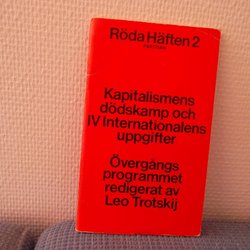 Röda Häften 2
Kapitalismens
dödskamp och
IV Internationalens
uppgifter
Övergångs
programmet
redigerat av
Leo Trotskij